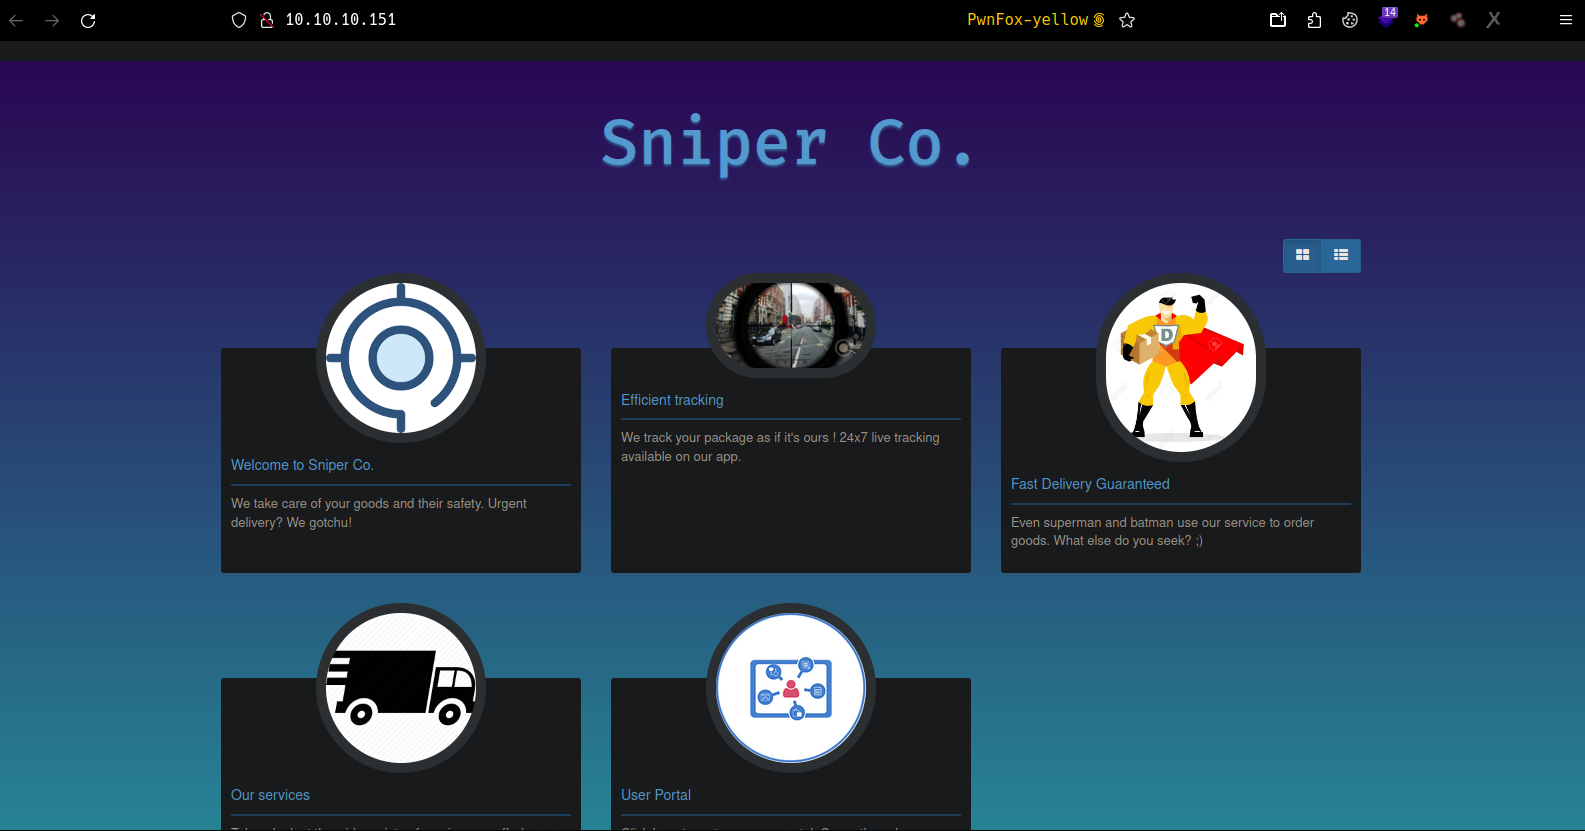 10.10.10.151
PwnFox-yellow
14
Sniper Co.
D
Welcome to Sniper Co.
We take care of your goods and their safety. Urgent
delivery? We gotchu!
Efficient tracking
We track your package as if it's ours ! 24x7 live tracking
available on our app.
Fast Delivery Guaranteed
Even superman and batman use our service to order
goods. What else do you seek? ;)
Our services
User Portal